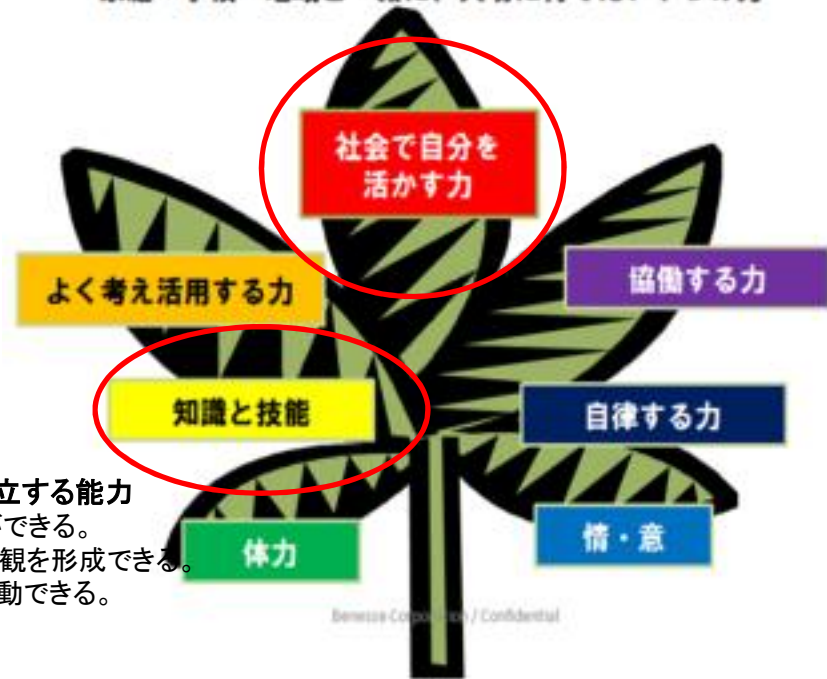 社会で自分を
活かす力
よく考え活用する力
協働する力
知識と技能
自律する力
立する能力
できる。
観を形成できる。
動できる。
体力
情・意
Benesse Corporation / Confidential